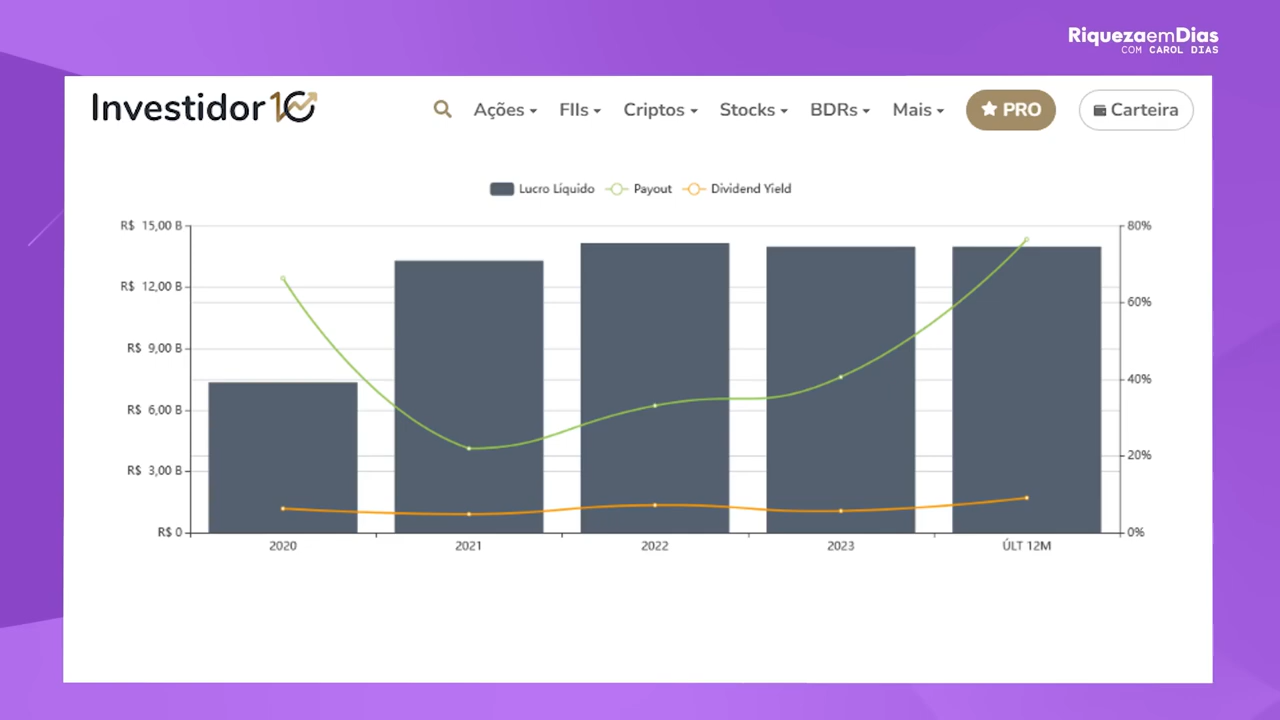 RiquezaemDias
COM CAROL DIAS
Investidor 10
Ações
FIIs
Criptos
Stocks
BDRs
Mais
PRO
Carteira
Lucro Líquido
Payout
Dividend Yield
R$ 15,00 B
R$ 12,00 B
R$ 9,00 B
R$ 6,00 B
R$ 3,00 B
R$ 0
80%
60%
40%
20%
0%
2020
2021
2022
2023
ÚLT 12M